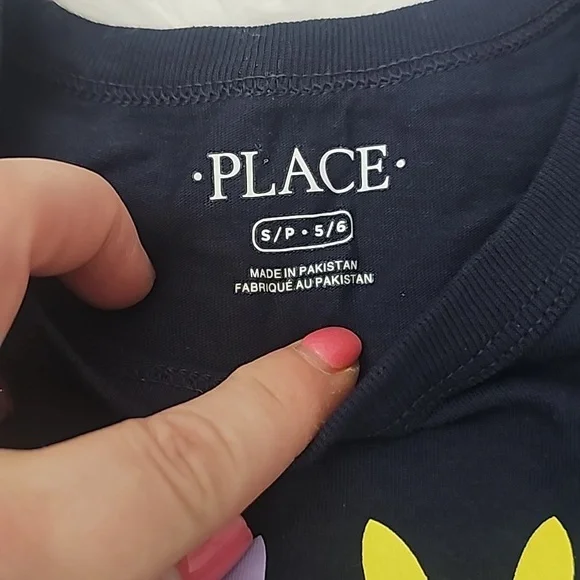 ·PLACE·
S/P • 5/6
MADE IN PAKISTAN
FABRIQUÉ AU PAKISTAN